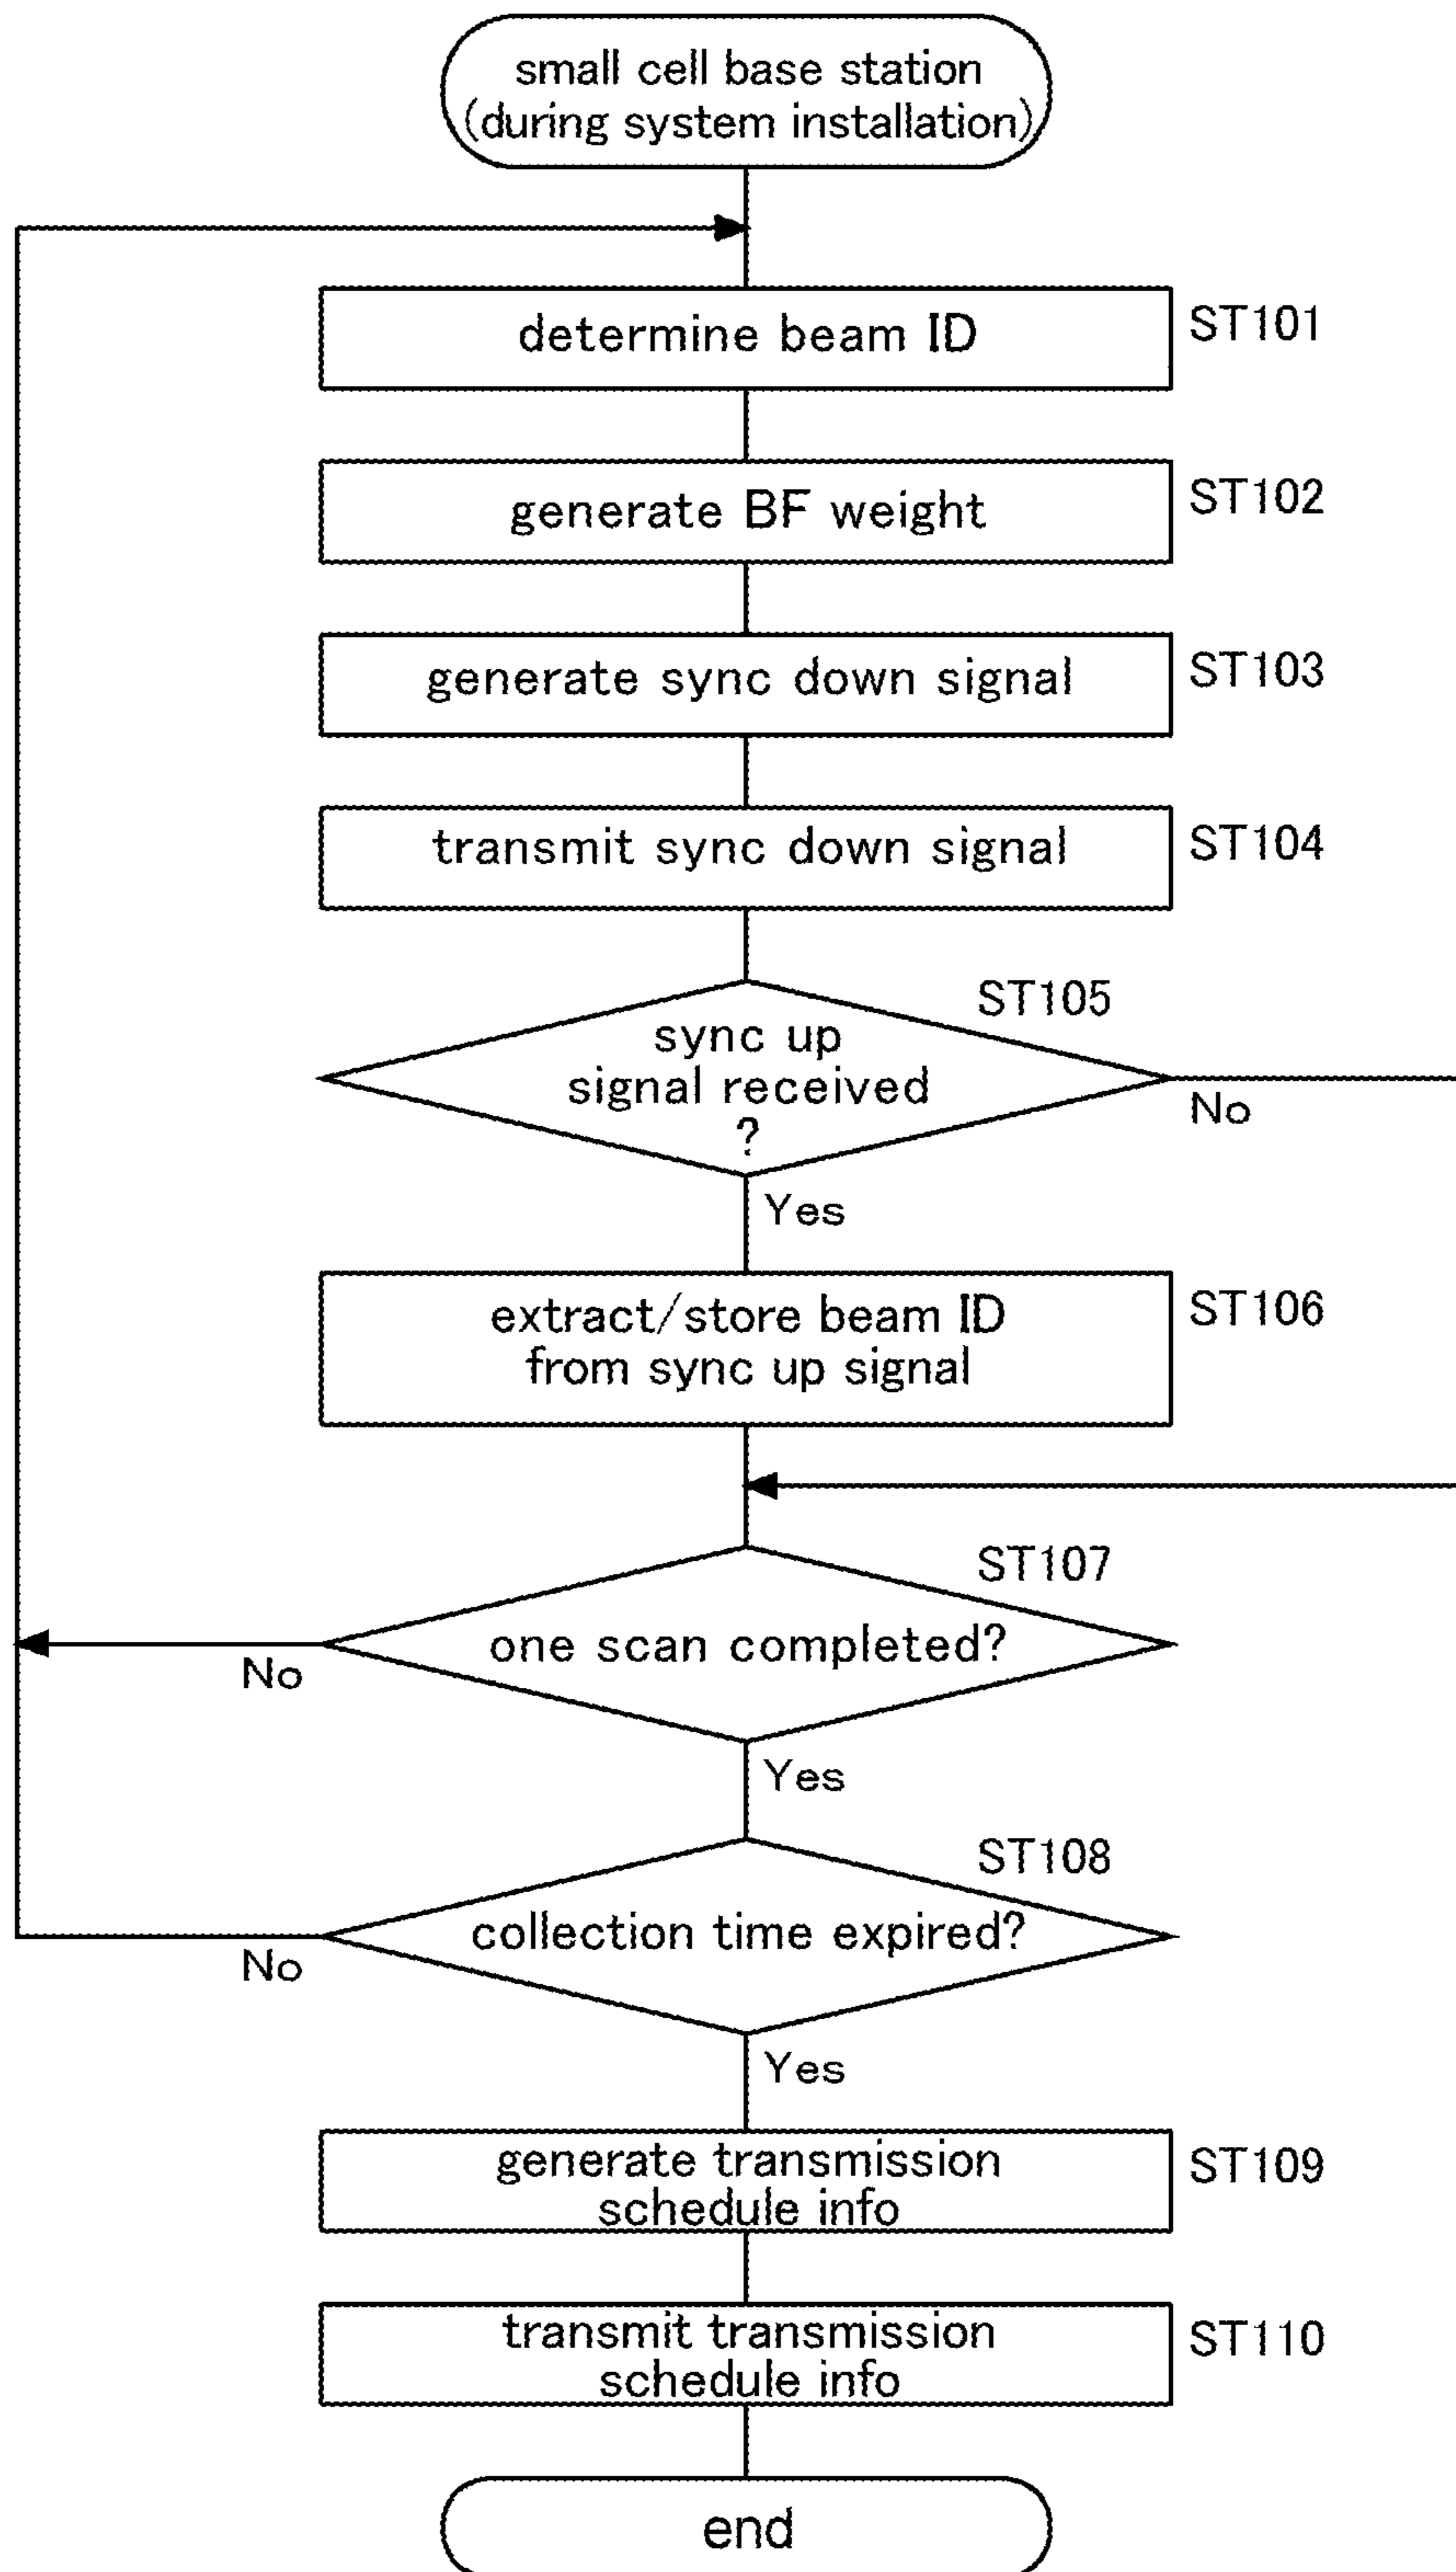 small cell base station
(during system installation)
determine beam ID
ST101
generate BF weight
ST102
generate sync down signal
ST103
transmit sync down signal
ST104
ST105
sync up
signal received
?
No
Yes
extract/store beam ID
from sync up signal
ST106
ST107
one scan completed?
No
Yes
ST108
collection time expired?
No
Yes
generate transmission
schedule info
ST109
transmit transmission
schedule info
ST110
end